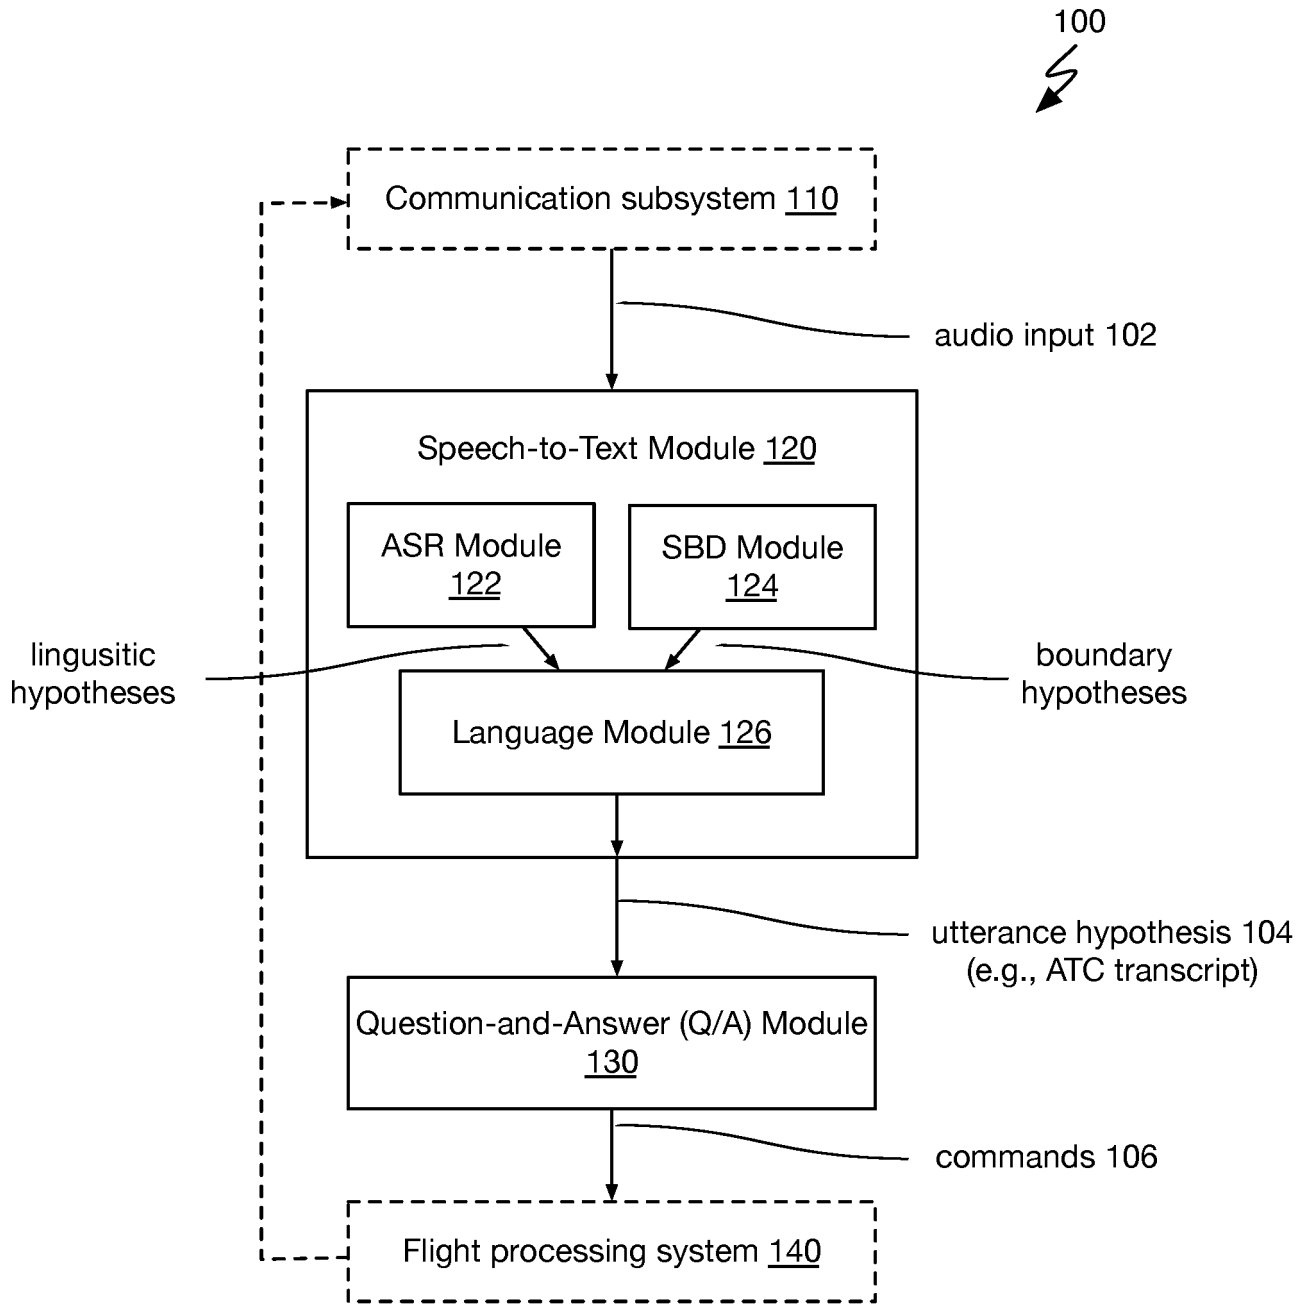 100
Communication subsystem 110
audio input 102
Speech-to-Text Module 120
ASR Module
122
SBD Module
124
lingusitic
hypotheses
boundary
hypotheses
Language Module 126
utterance hypothesis 104
(e.g., ATC transcript)
Question-and-Answer (Q/A) Module
130
commands 106
Flight processing system 140